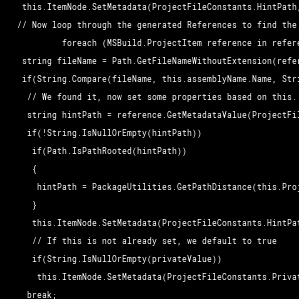 this.ItemNode.SetMetadata(ProjectFileConstants.HintPath,
// Now loop through the generated References to find the
foreach (MSBuild.ProjectItem reference in refere
string fileName = Path.GetFileNameWithoutExtension(refer
if(String.Compare(fileName, this.assemblyName.Name, Stri
// We found it, now set some properties based on this.
string hintPath = reference.GetMetadataValue(ProjectFil
if(!String.IsNullOrEmpty(hintPath))
if(Path.IsPathRooted(hintPath))
{
hintPath = PackageUtilities.GetPathDistance(this.Proj
}
this.ItemNode.SetMetadata(ProjectFileConstants.HintPat
// If this is not already set, we default to true
if(String.IsNullOrEmpty(privateValue))
this.ItemNode.SetMetadata(ProjectFileConstants.Privat
break;